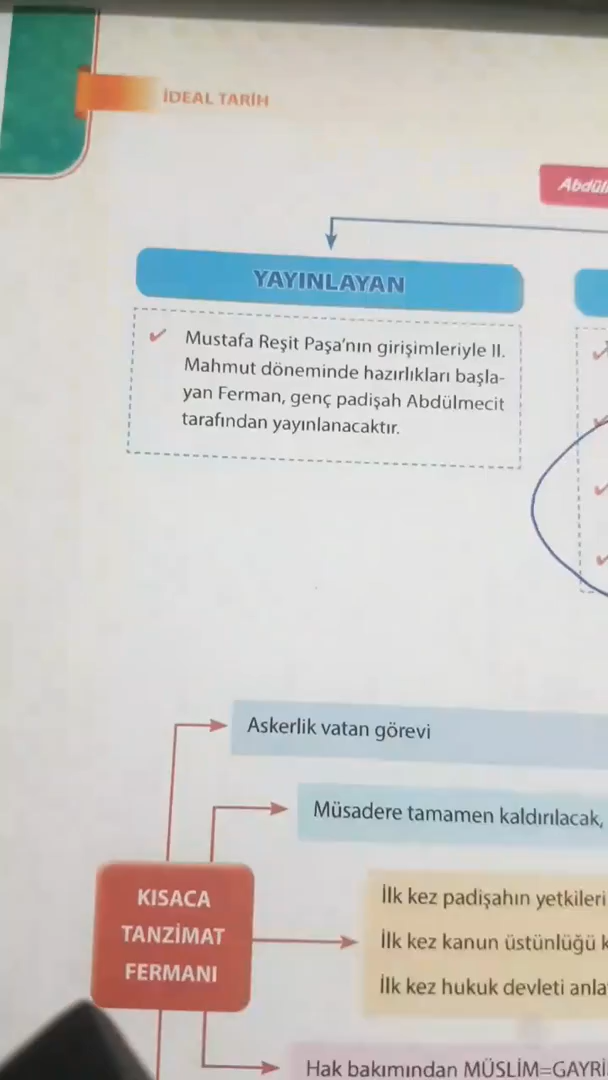 İDEAL TARİH
YAYINLAYAN
Mustafa Reşit Paşa'nın girişimleriyle II.
Mahmut döneminde hazırlıkları başla-
yan Ferman, genç padişah Abdülmecit
tarafından yayınlanacaktır.
Askerlik vatan görevi
Müsadere tamamen kaldırılacak,
KISACA
TANZİMAT
FERMANI
İlk kez padişahın yetkileri
İlk kez kanun üstünlüğü
İlk kez hukuk devleti
Hak bakımından MÜSLİM=GAYRİ